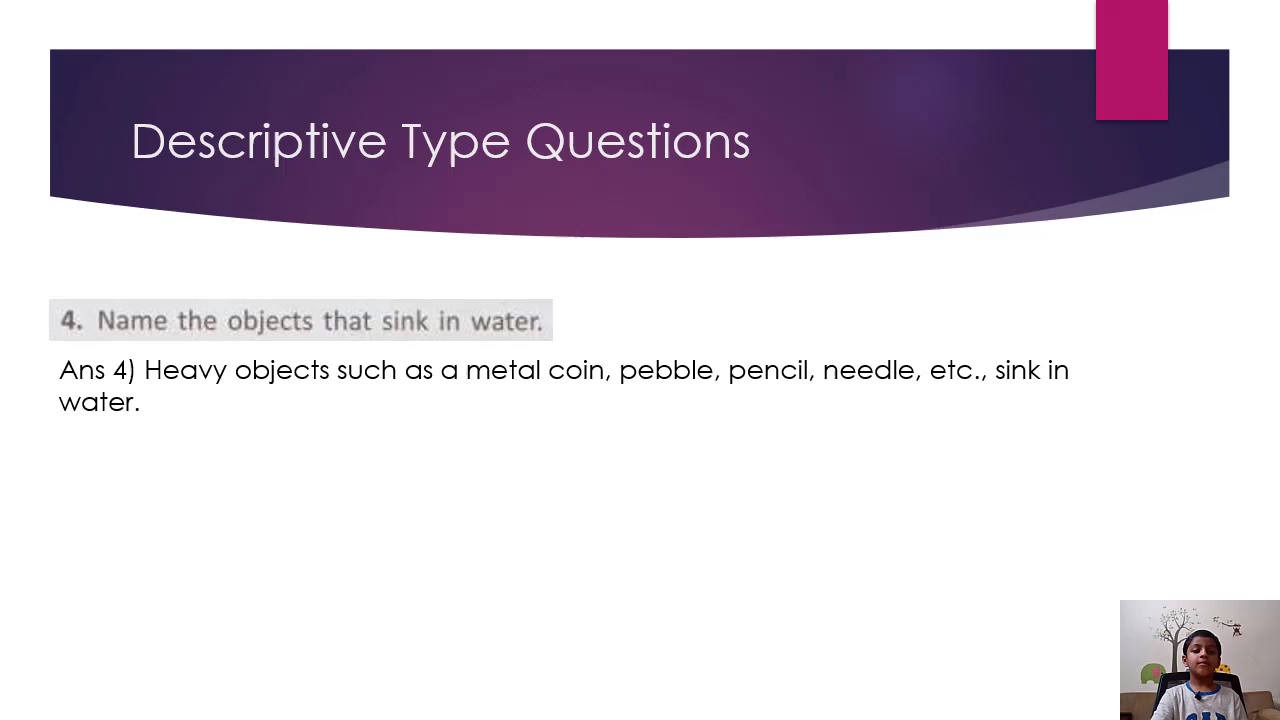 Descriptive Type Questions
4. Name the objects that sink in water.
Ans 4) Heavy objects such as a metal coin, pebble, pencil, needle, etc., sink in
water.